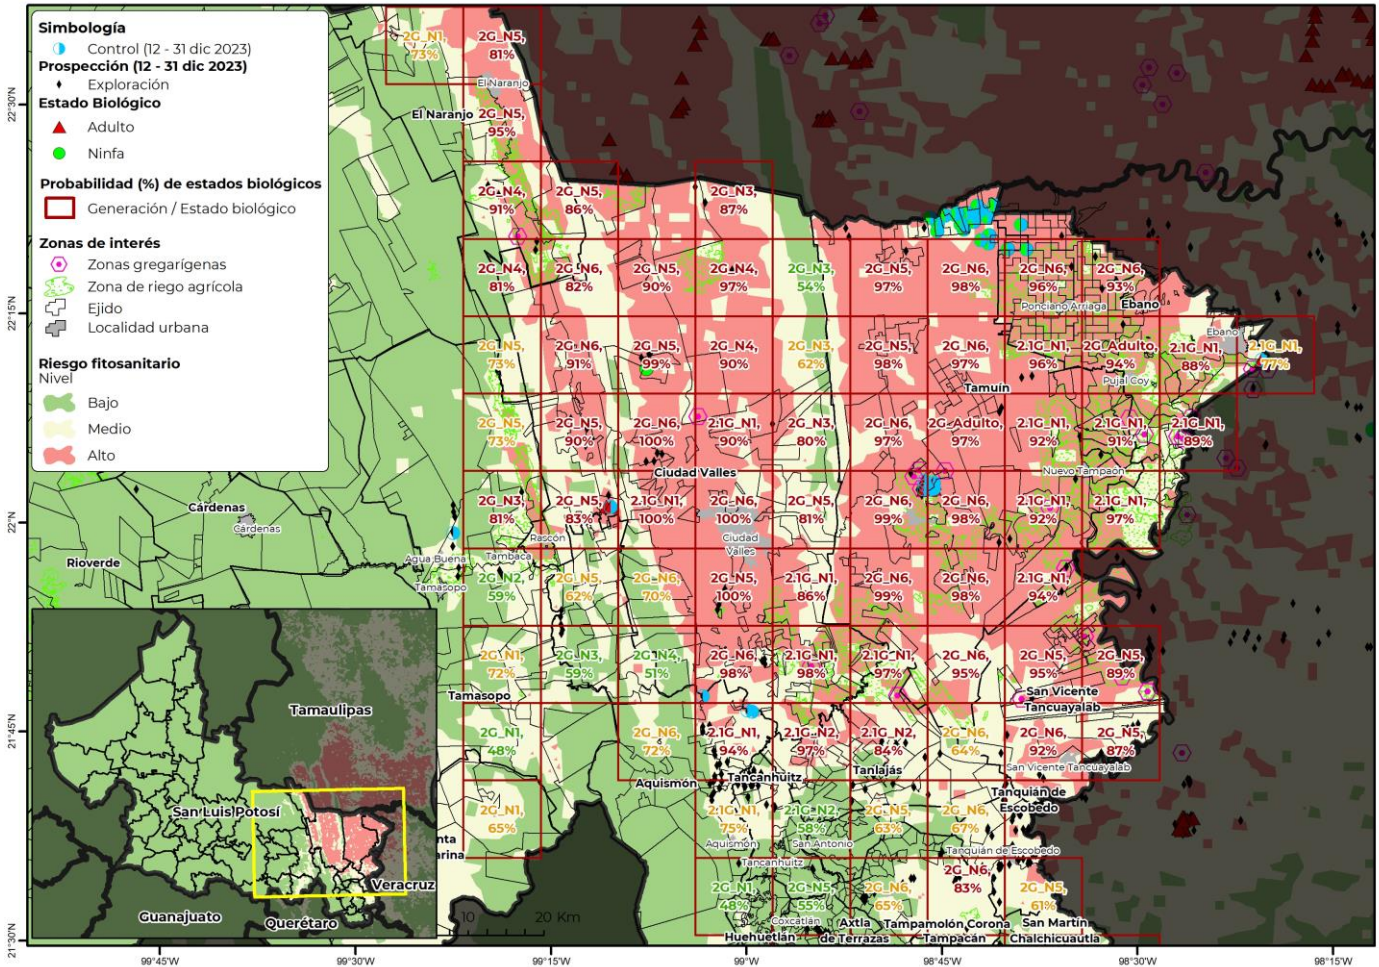 Simbología
Control (12 - 31 dic 2023)
Prospección (12 - 31 dic 2023)
Exploración
Estado Biológico
Adulto
Ninfa
Probabilidad (%) de estados biológicos
Generación / Estado biológico
Zonas de interés
Zonas gregarígenas
Zona de riego agrícola
Ejido
Localidad urbana
Riesgo fitosanitario
Nivel
Bajo
Medio
Alto
22°30'N
22°15'N
22°N
21°45'N
21°30'N
2G_N1, 2G_N5,
73% 81%
El Naranjo
El Naranjo 2G_N5,
95%
2G_N4, 2G_N5, 2G_N3,
91% 86% 87%
2G_N4, 2G_N6, 2G_N5, 2G_N4, 2G_N3, 2G_N5, 2G_N6, 2G_N6, 2G_N6,
81% 82% 90% 97% 54% 97% 98% 96% 93%
Ponciano Arriaga Ebano
Ebano
2G_N5, 2G_N6, 2G_N5, 2G_N4, 2G_N3, 2G_N5, 2G_N6, 2.1G_N1, 2G_Adulto, 2.1G_N1, 2.1G_N1,
73% 91% 99% 90% 62% 98% 97% 96% 94% 88% 77%
Tamuín Pujal Coy
2G_N5, 2G_N5, 2G_N6, 2.1G_N1, 2G_N3, 2G_N6, 2G_Adulto, 2.1G_N1, 2.1G_N1, 2.1G_N1,
73% 90% 100% 90% 80% 97% 97% 92% 91% 89%
Ciudad Valles Nuevo Tampaon
2G_N3, 2G_N5, 2.1G_N1, 2G_N6, 2G_N5, 2G_N6, 2G_N6, 2.1G_N1, 2.1G_N1,
81% 83% 100% 100% 81% 99% 98% 92% 97%
Cárdenas
Cárdenas
Rioverde
Rascón
Ciudad
Valles
Agua Buena Tambaca
Tamasopo
2G_N2, 2G_N5, 2G_N6, 2G_N5, 2.1G_N1, 2G_N6, 2G_N6, 2.1G_N1,
59% 62% 70% 100% 86% 99% 98% 94%
2G_N1, 2G_N3, 2G_N4, 2G_N6, 2.1G_N1, 2.1G_N1, 2G_N6, 2G_N5, 2G_N5,
72% 59% 51% 98% 98% 97% 95% 95% 89%
Tamasopo
San Vicente
Tancuayalab
2G_N1, 2G_N6, 2.1G_N1, 2.1G_N2, 2.1G_N2, 2G_N6, 2G_N6, 2G_N5,
48% 72% 94% 97% 84% 64% 92% 87%
San Vicente Tancuayalab
Aquismón Tancanhuitz Tanlajás
Tanquián de
Escobedo
2G_N1, 2.1G_N1, 2.1G_N2, 2G_N5, 2G_N6,
65% 75% 58% 63% 67%
nta
arina
Aquismón San Antonio
Tanquián de Escobedo
Tancanhuitz
2G_N1, 2G_N5, 2G_N6, 2G_N6, 2G_N5,
48% 55% 65% 83% 61%
Coxcatlán
Huehuetlán
Axtla
de Terrazas
Tampamolón Corona
Tampacán
San Martín
Chalchicuautla
Tamaulipas
San Luis Potosí
Veracruz
Guanajuato
Querétaro
10 20 Km
99°45'W 99°30'W 99°15'W 99°W 98°45'W 98°30'W 98°15'W